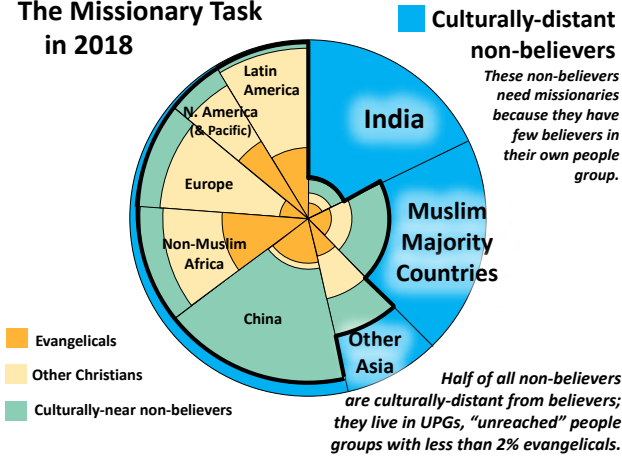 The Missionary Task
in 2018
Culturally-distant
non-believers
These non-believers
need missionaries
because they have
few believers in
their own people
group.
Latin
America
N. America
(& Pacific)
India
Europe
Muslim
Majority
Countries
Non-Muslim
Africa
China
Other
Asia
Evangelicals
Other Christians
Culturally-near non-believers
Half of all non-believers
are culturally-distant from believers;
they live in UPGs, “unreached” people
groups with less than 2% evangelicals.